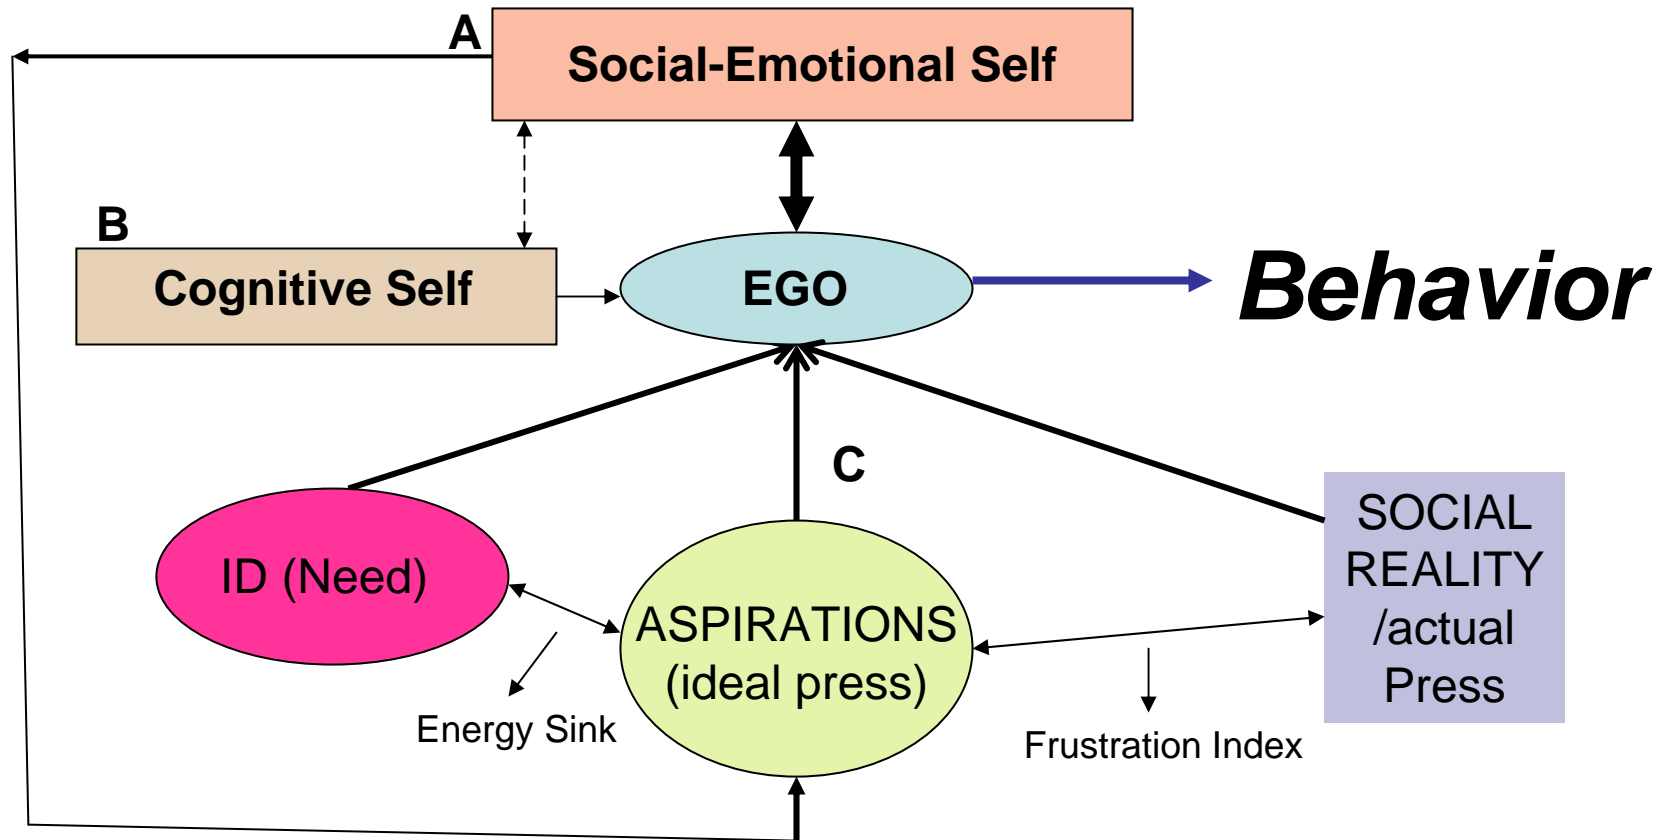 A
Social-Emotional Self
B
Cognitive Self
EGO
Behavior
C
ID (Need)
ASPIRATIONS
(ideal press)
SOCIAL
REALITY
/actual
Press
Energy Sink
Frustration Index